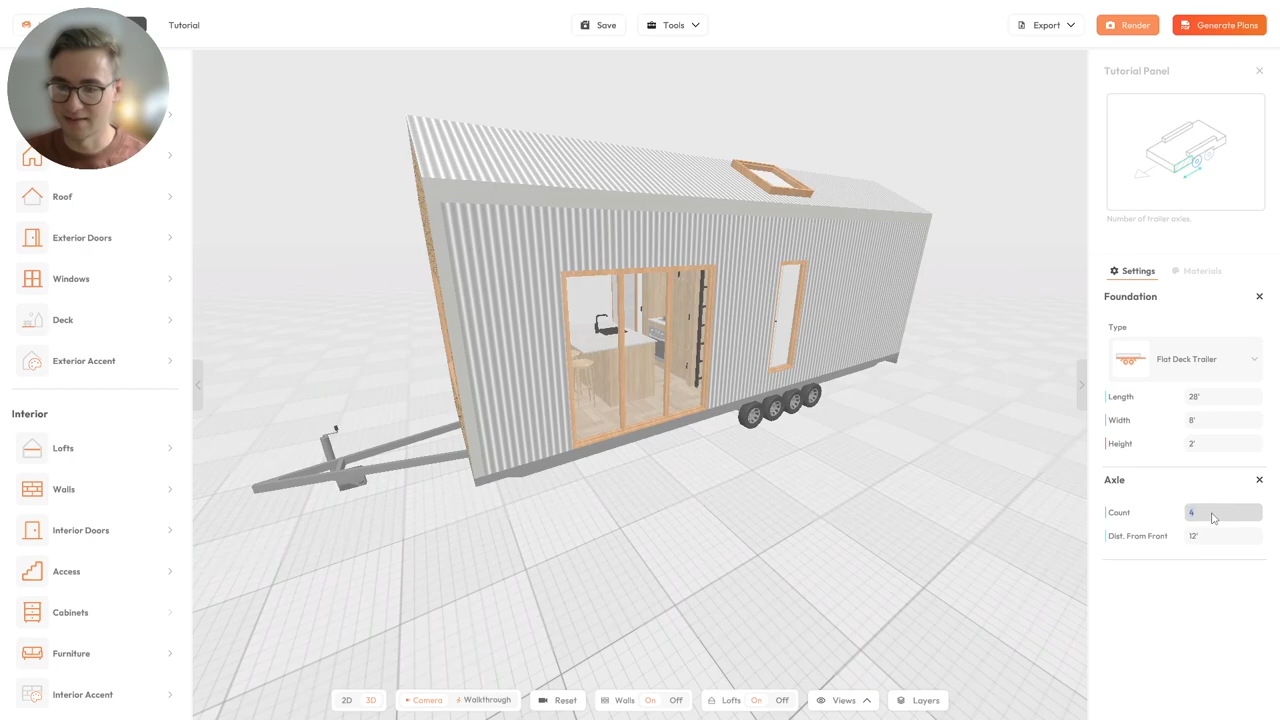 Tutorial
Save
Tools
Export
Render
Generate Plans
Roof
Exterior Doors
Windows
Deck
Exterior Accent
Interior
Lofts
Walls
Interior Doors
Access
Cabinets
Furniture
Interior Accent
2D 3D
Camera Walkthrough
Reset
Walls On Off
Lofts On Off
Views
Layers
Tutorial Panel
Number of trailer axles.
Settings Materials
Foundation
Type
Flat Deck Trailer
Length 28'
Width 8'
Height 2'
Axle
Count 4
Dist. From Front 12'